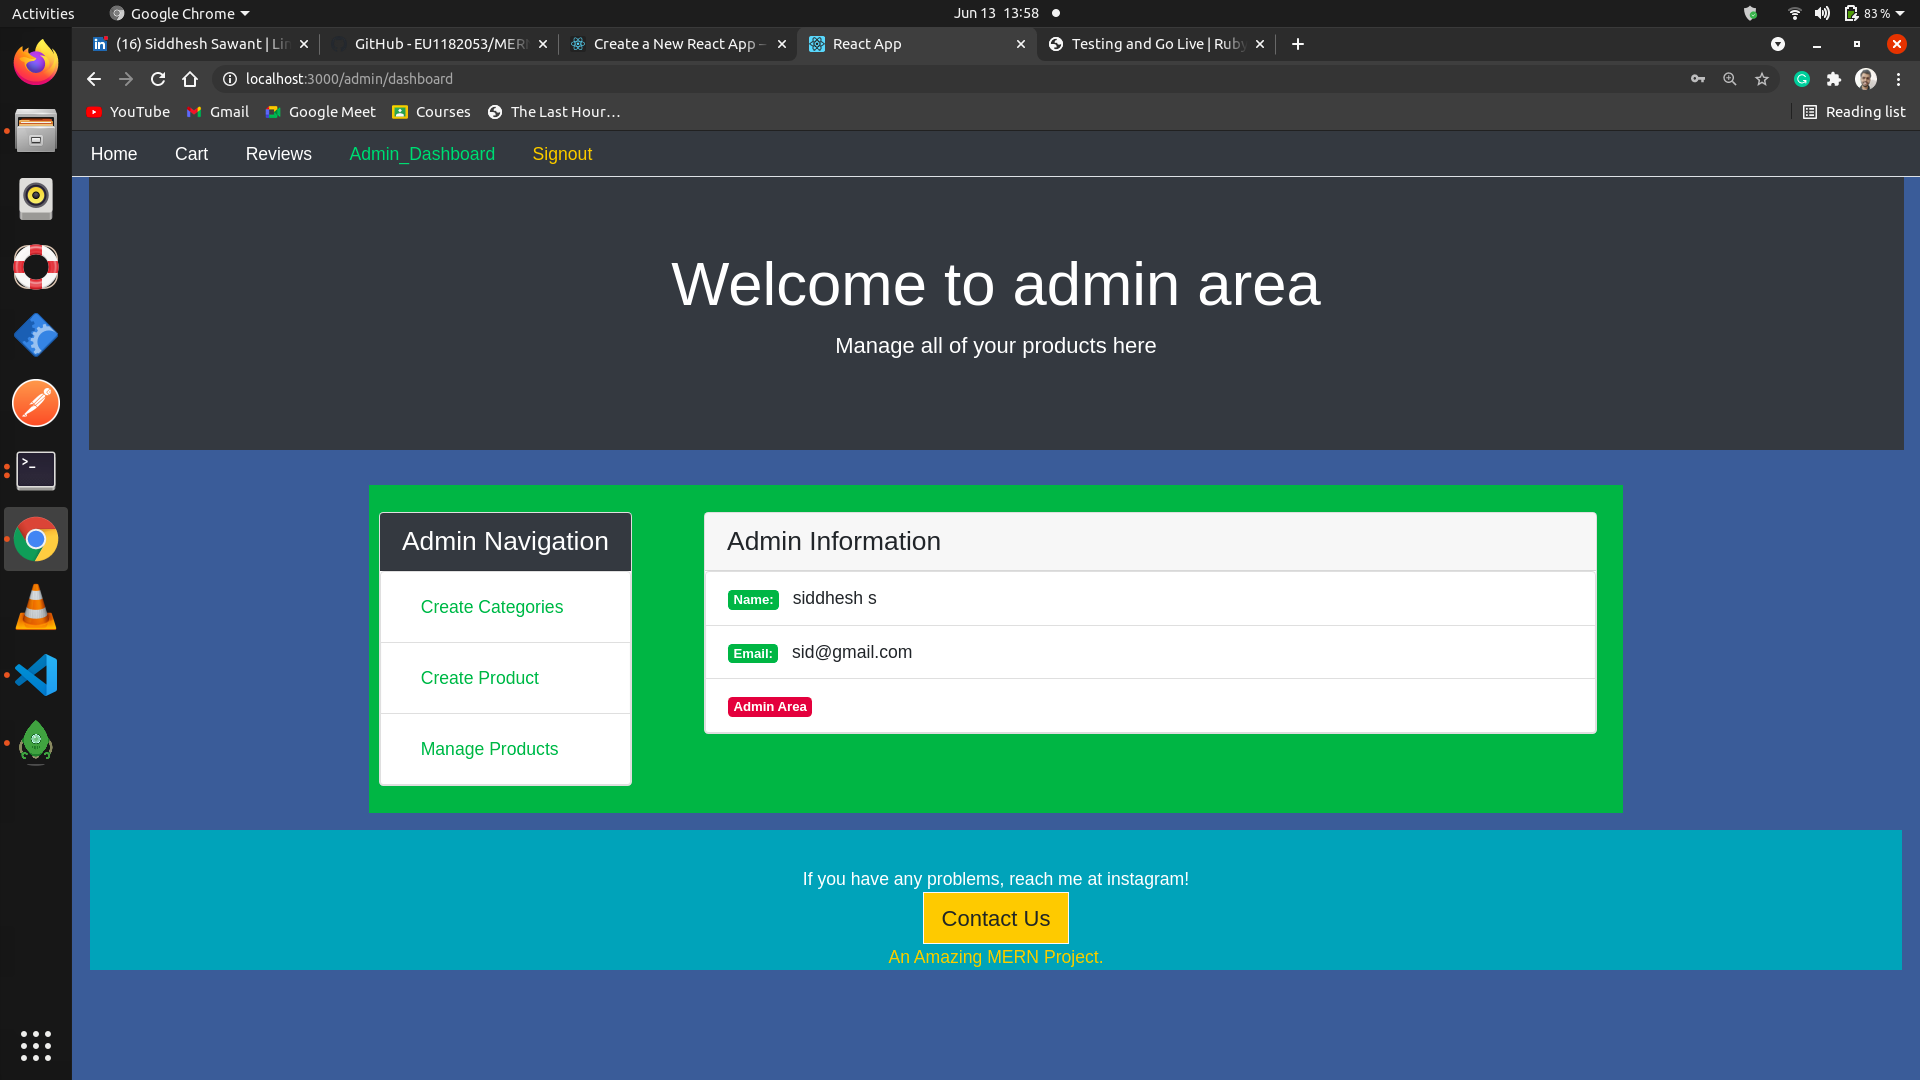 Activities Google Chrome Jun 13 13:58 83 %
(16) Siddhesh Sawant | Lin GitHub - EU1182053/MER Create a New React App – React App Testing and Go Live | Ruby
localhost:3000/admin/dashboard
YouTube Gmail Google Meet Courses The Last Hour... Reading list
Home Cart Reviews Admin_Dashboard Signout
Welcome to admin area
Manage all of your products here
Admin Navigation
Create Categories
Create Product
Manage Products
Admin Information
Name: siddhesh s
Email: sid@gmail.com
Admin Area
If you have any problems, reach me at instagram!
Contact Us
An Amazing MERN Project.